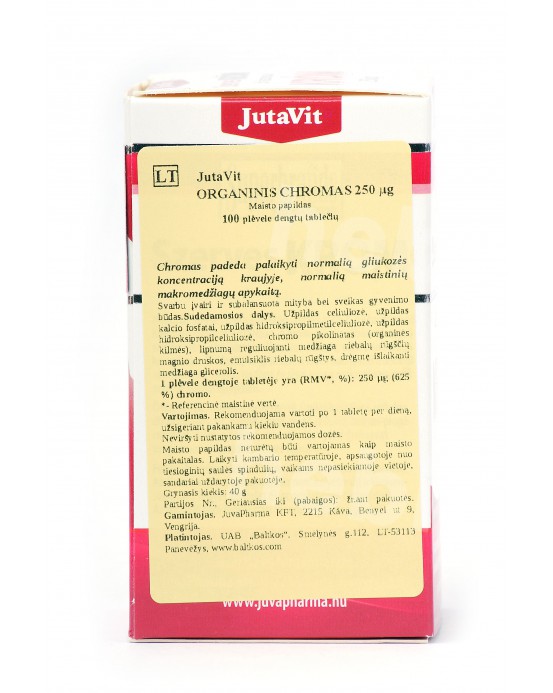 JutaVit
LT
JutaVit
ORGANINIS CHROMAS 250 µg
Maisto papildas
100 plėvele dengtų tablečių
Chromas padeda palaikyti normalią gliukozės
koncentraciją kraujyje, normalią maistinių
makromedžiagų apykaitą.
Svarbu įvairi ir subalansuota mityba bei sveikas gyvenimo
būdas.Sudedamosios dalys. Užpildas celiuliozė, užpildas
kalcio fosfatai, užpildas hidroksipropilmetilceliuliozė, užpildas
hidroksipropilceliuliozė, chromo pikolinatas (organinės
kilmės), lipnumą reguliuojanti medžiaga riebalų rūgščių
magnio druskos, emulsiklis riebalų rūgštys, drėgmę išlaikanti
medžiaga glicerolis.
1 plėvele dengtoje tabletėje yra (RMV*, %): 250 µg (625
%) chromo.
*- Referencinė maistinė vertė
Vartojimas. Rekomenduojama vartoti po 1 tabletę per dieną,
užsigeriant pakankamu kiekiu vandens.
Neviršyti nustatytos rekomenduojamos dozės.
Maisto papildas neturėtų būti vartojamas kaip maisto
pakaitalas. Laikyti kambario temperatūroje, apsaugotoje nuo
tiesioginių saulės spindulių, vaikams nepasiekiamoje vietoje,
sandariai uždarytoje pakuotėje.
Grynasis kiekis: 40 g
Partijos Nr., Geriausias iki (pabaigos): žr.ant pakuotės.
Gamintojas. JuvaPharma KFT, 2215 Káva, Bényei út 9,
Vengrija.
Platintojas. UAB „Baltkos". Smėlynės g.112, LT-53113
Panevėžys, www.baltkos.com
www.juvapharma.hu